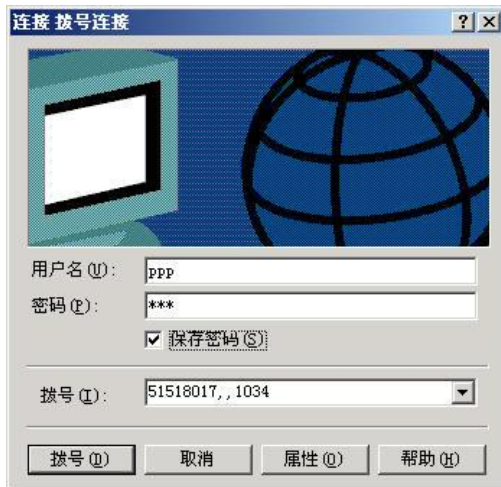 连接 拨号连接
用户名(U):
ppp
密码(P):
***
保存密码(S)
拨号(I):
51518017,,1034
拨号(D)
取消
属性(O)
帮助(H)